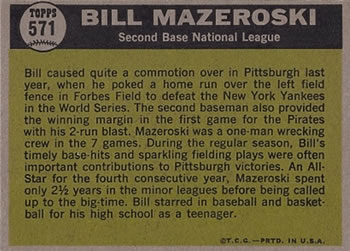 TOPPS
571
BILL MAZEROSKI
Second Base National League
Bill caused quite a commotion over in Pittsburgh last
year, when he poked a home run over the left field
fence in Forbes Field to defeat the New York Yankees
in the World Series. The second baseman also provided
the winning margin in the first game for the Pirates
with his 2-run blast. Mazeroski was a one-man wrecking
crew in the 7 games. During the regular season, Bill's
timely base-hits and sparkling fielding plays were often
important contributions to Pittsburgh victories. An All-
Star for the fourth consecutive year, Mazeroski spent
only 2½ years in the minor leagues before being called
up to the big-time. Bill starred in baseball and basket-
ball for his high school as a teenager.
©T.C.G.—PRTD. IN U.S.A.